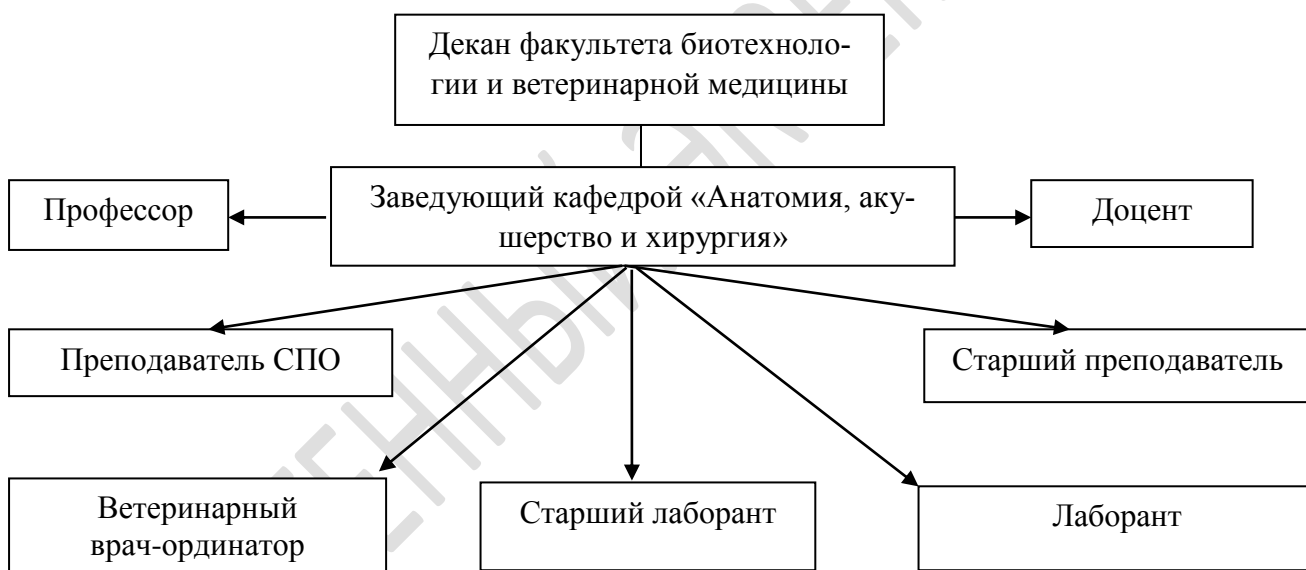 Декан факультета биотехноло-
гии и ветеринарной медицины
Профессор
Заведующий кафедрой «Анатомия, аку-
шерство и хирургия»
Доцент
Преподаватель СПО
Старший преподаватель
Ветеринарный
врач-ординатор
Старший лаборант
Лаборант